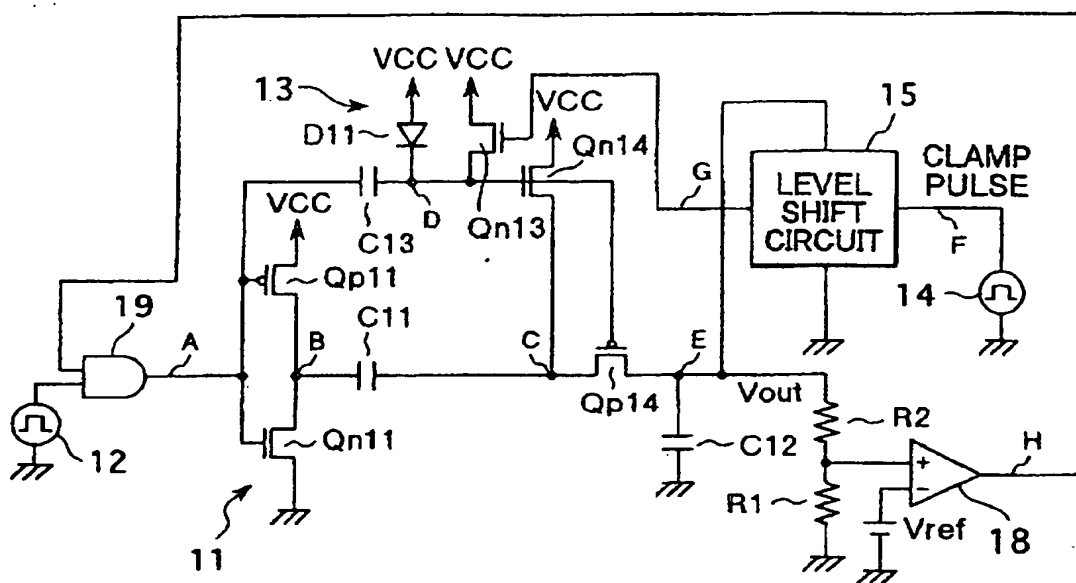 VCC
VCC
13
VCC
15
D11
Qn14
CLAMP
PULSE
G
LEVEL
SHIFT
CIRCUIT
D
VCC
Qn13
F
C13
Qp11
14
19
C11
A
B
C
E
Vout
Qp14
R2
Qn11
C12
H
12
+
−
R1
Vref
18
11